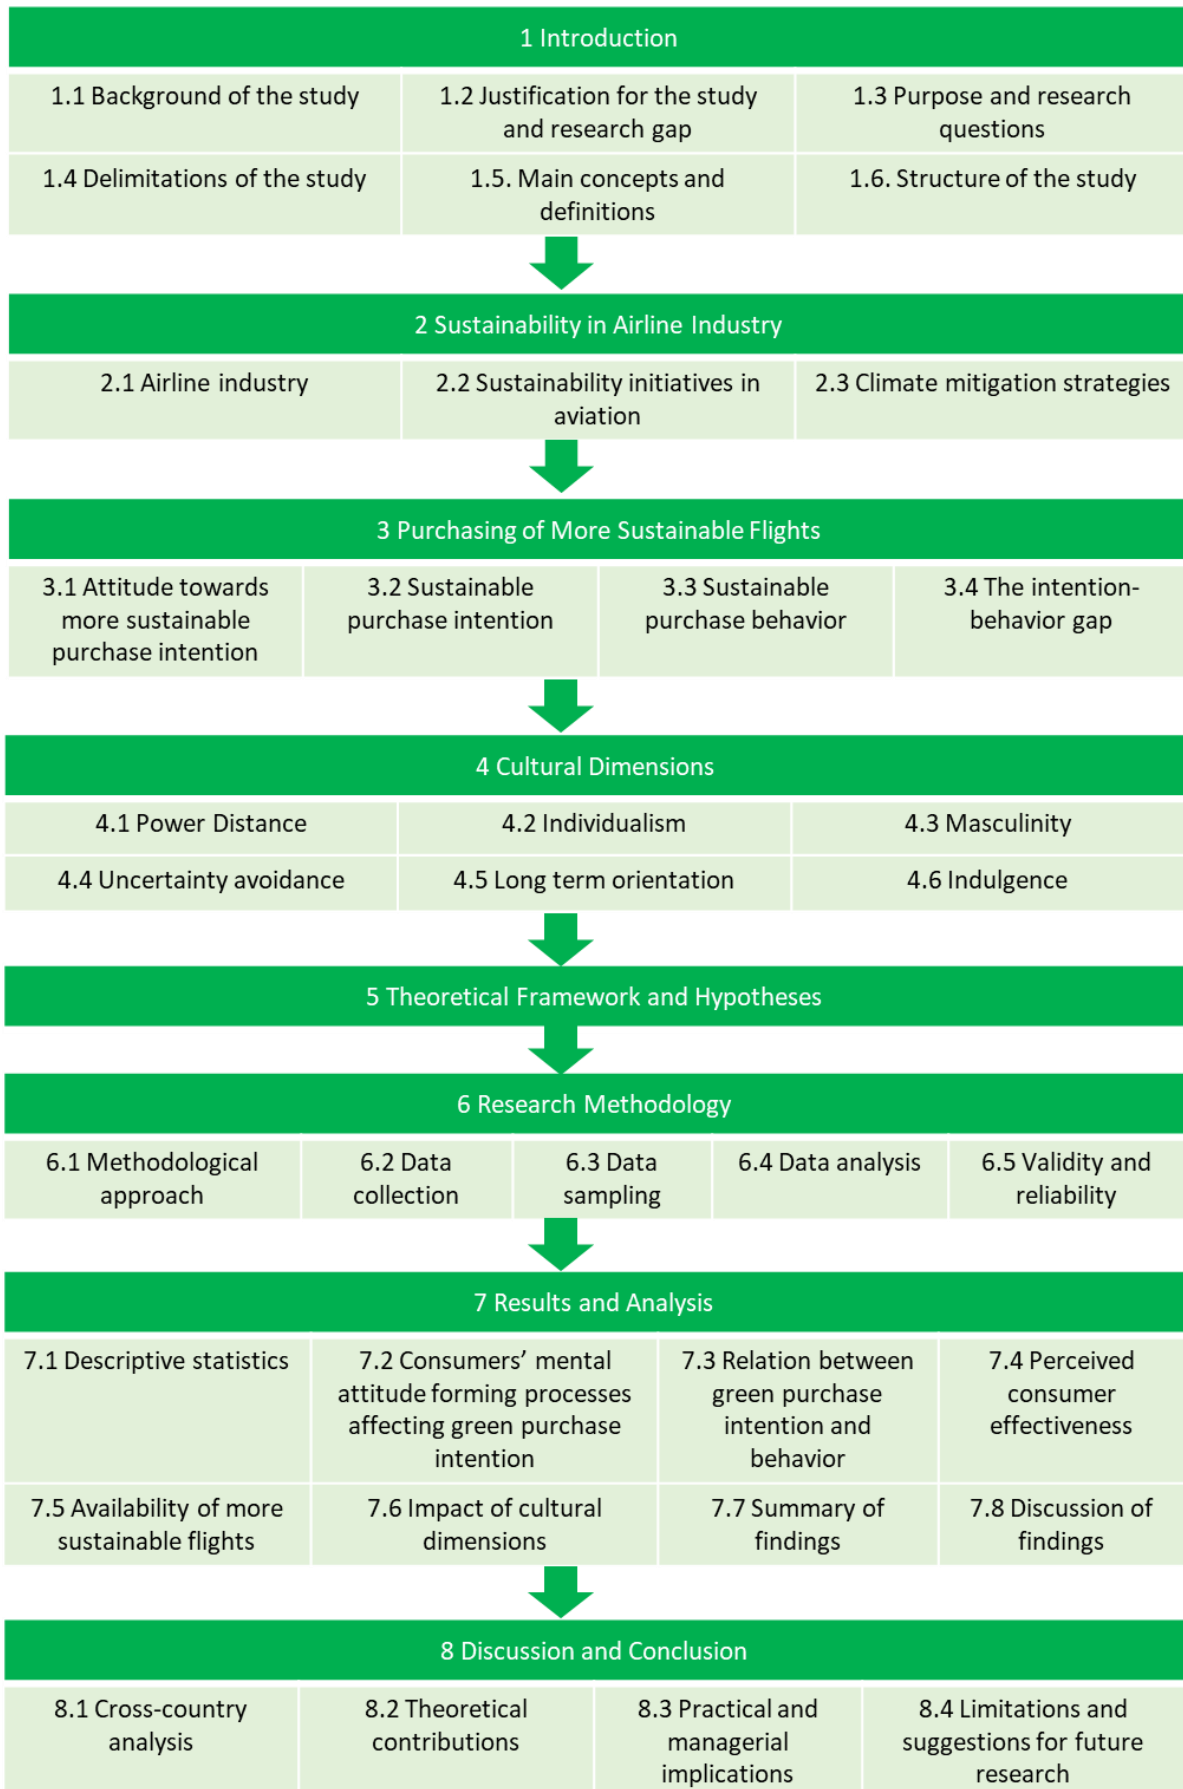 1 Introduction
1.1 Background of the study
1.2 Justification for the study
and research gap
1.3 Purpose and research
questions
1.4 Delimitations of the study
1.5. Main concepts and
definitions
1.6. Structure of the study
2 Sustainability in Airline Industry
2.1 Airline industry
2.2 Sustainability initiatives in
aviation
2.3 Climate mitigation strategies
3 Purchasing of More Sustainable Flights
3.1 Attitude towards
more sustainable
purchase intention
3.2 Sustainable
purchase intention
3.3 Sustainable
purchase behavior
3.4 The intention-
behavior gap
4 Cultural Dimensions
4.1 Power Distance
4.2 Individualism
4.3 Masculinity
4.4 Uncertainty avoidance
4.5 Long term orientation
4.6 Indulgence
5 Theoretical Framework and Hypotheses
6 Research Methodology
6.1 Methodological
approach
6.2 Data
collection
6.3 Data
sampling
6.4 Data analysis
6.5 Validity and
reliability
7 Results and Analysis
7.1 Descriptive statistics
7.2 Consumers’ mental
attitude forming processes
affecting green purchase
intention
7.3 Relation between
green purchase
intention and
behavior
7.4 Perceived
consumer
effectiveness
7.5 Availability of more
sustainable flights
7.6 Impact of cultural
dimensions
7.7 Summary of
findings
7.8 Discussion of
findings
8 Discussion and Conclusion
8.1 Cross-country
analysis
8.2 Theoretical
contributions
8.3 Practical and
managerial
implications
8.4 Limitations and
suggestions for future
research